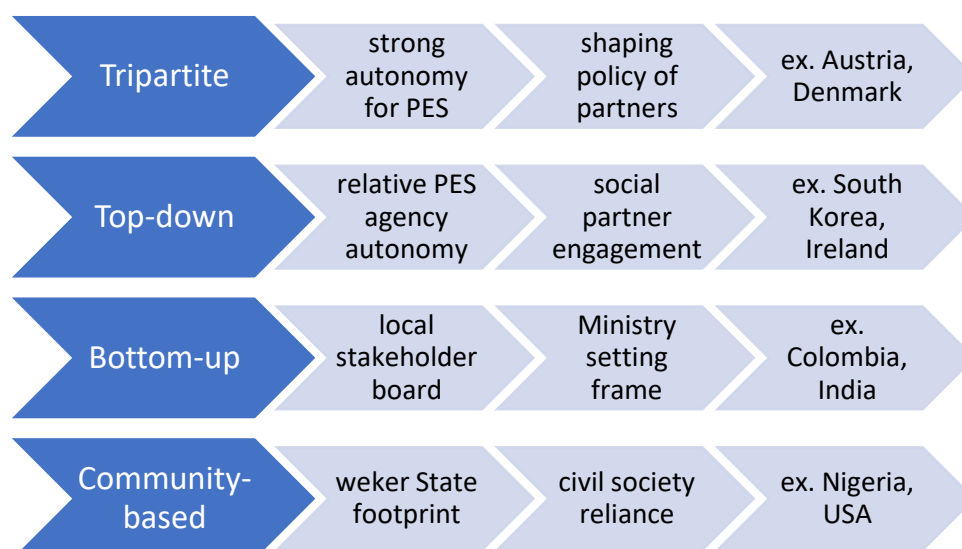 Tripartite
strong
autonomy
for PES
shaping
policy of
partners
ex. Austria,
Denmark
Top-down
relative PES
agency
autonomy
social
partner
engagement
ex. South
Korea,
Ireland
Bottom-up
local
stakeholder
board
Ministry
setting
frame
ex.
Colombia,
India
Community-
based
weker State
footprint
civil society
reliance
ex. Nigeria,
USA